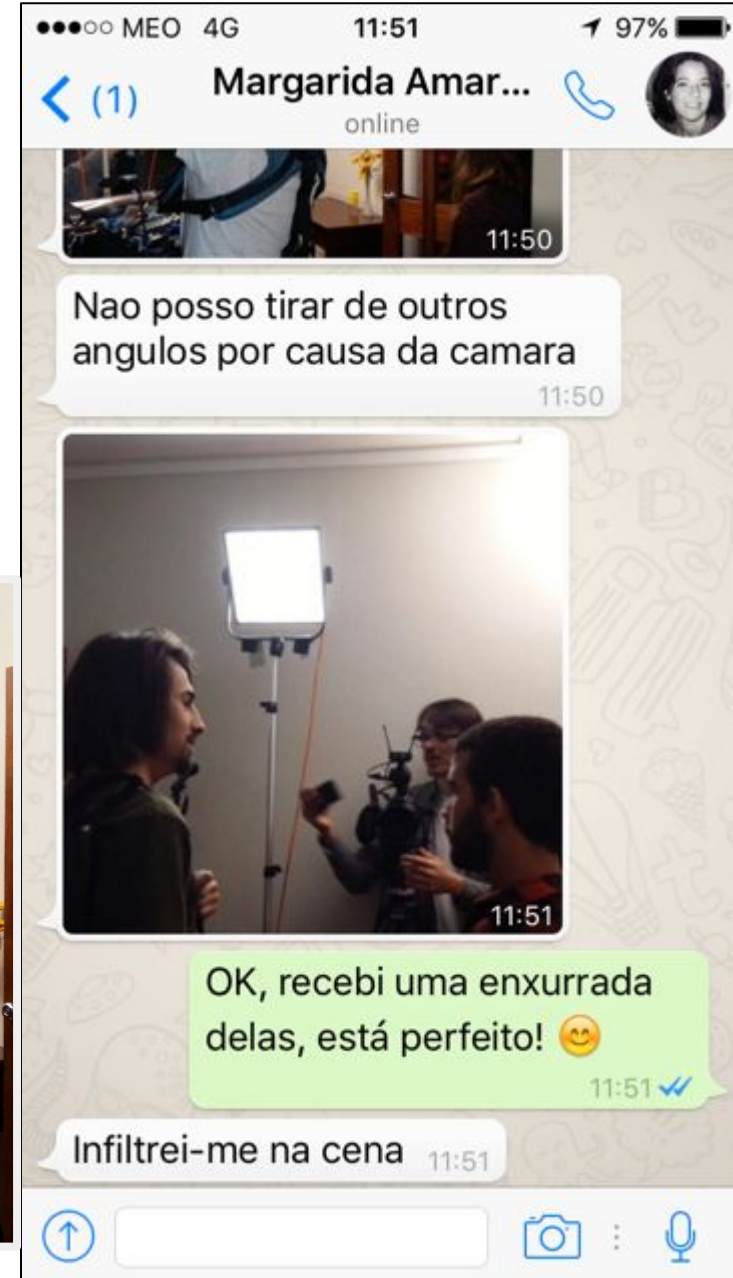 MEO 4G 11:51 97%
(1) Margarida Amar...
online
11:50
Nao posso tirar de outros
angulos por causa da camara
11:50
11:51
OK, recebi uma enxurrada
delas, está perfeito! 😊
11:51
Infiltrei-me na cena 11:51